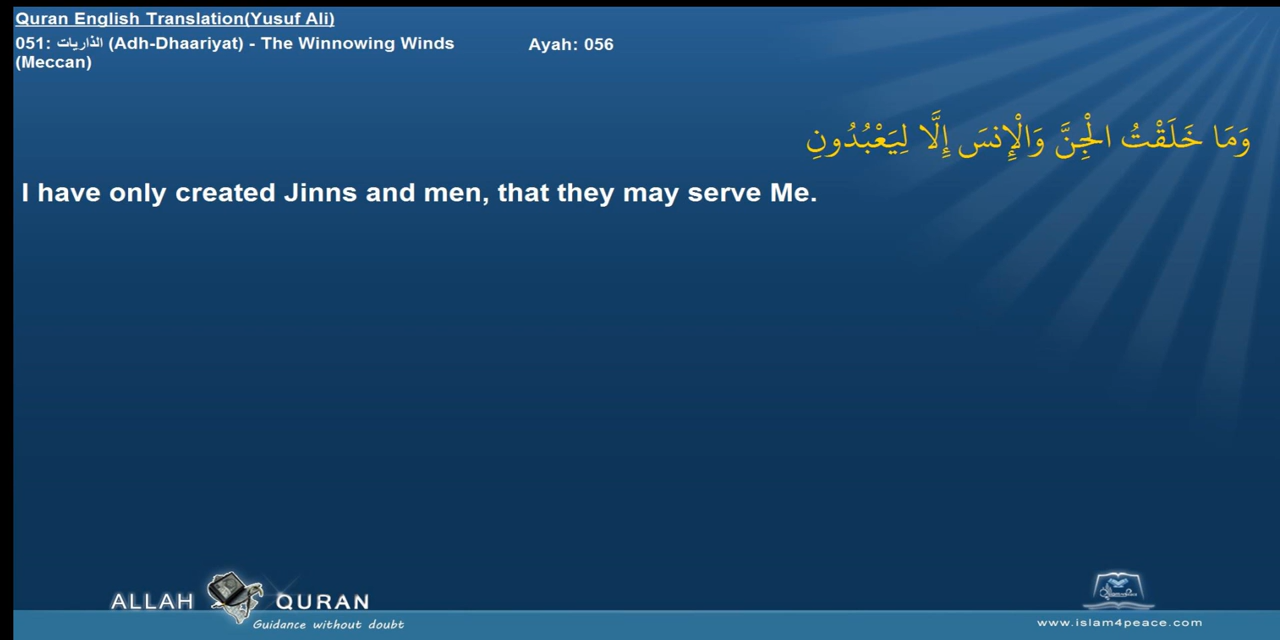 Quran English Translation(Yusuf Ali)
051: الذاريات (Adh-Dhaariyat) - The Winnowing Winds
(Meccan)
Ayah: 056
وَمَا خَلَقْتُ الْجِنَّ وَالْإِنسَ إِلَّا لِيَعْبُدُونِ
I have only created Jinns and men, that they may serve Me.
ALLAH QURAN
Guidance without doubt
www.islam4peace.com